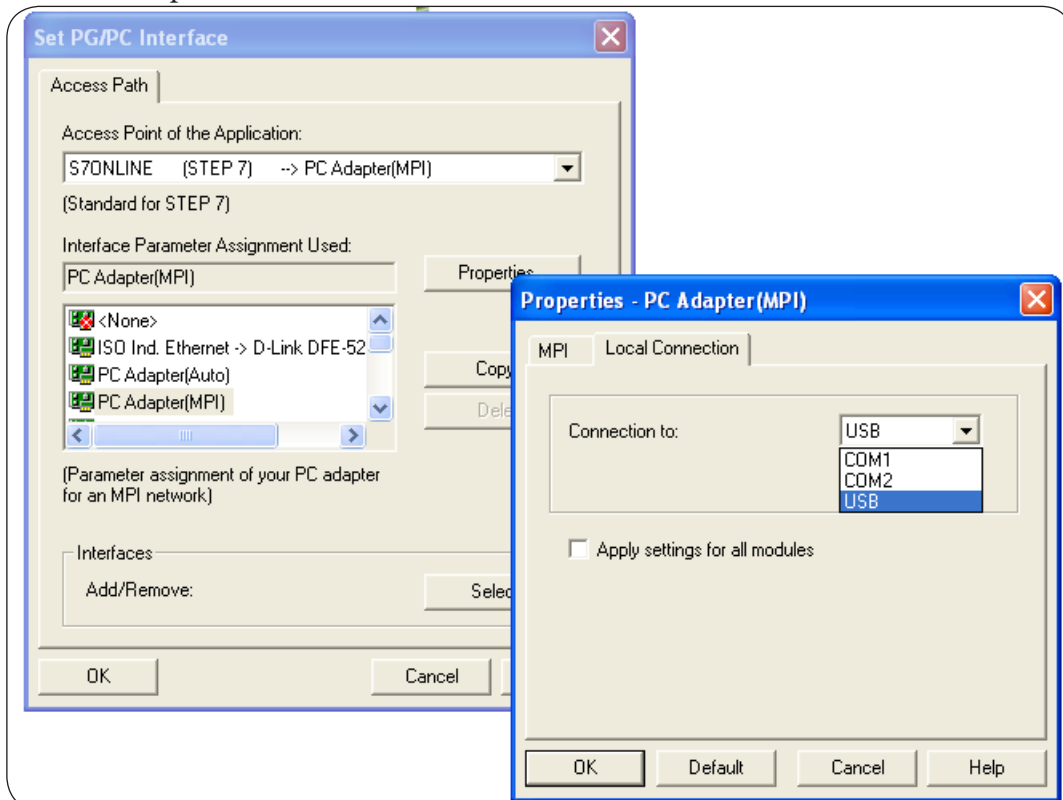 Set PG/PC Interface
Access Path
Access Point of the Application:
S7ONLINE (STEP 7) --> PC Adapter(MPI)
(Standard for STEP 7)
Interface Parameter Assignment Used:
PC Adapter(MPI)
Properties
<None>
ISO Ind. Ethernet -> D-Link DFE-52
PC Adapter(Auto)
PC Adapter(MPI)
Copy
Dele
(Parameter assignment of your PC adapter
for an MPI network)
Interfaces
Add/Remove:
Selec
OK
Cancel
Properties - PC Adapter(MPI)
MPI
Local Connection
Connection to:
USB
COM1
COM2
USB
Apply settings for all modules
OK
Default
Cancel
Help